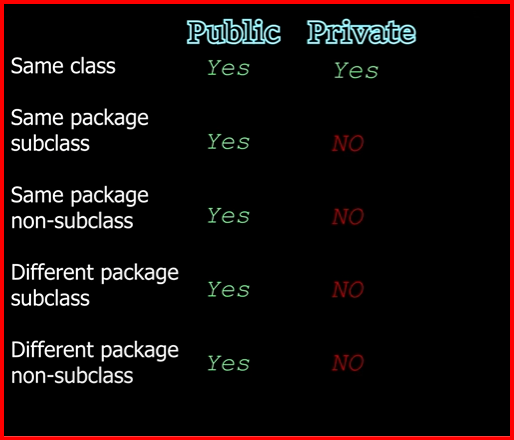 Public Private
Same class Yes Yes
Same package
subclass Yes NO
Same package
non-subclass Yes NO
Different package
subclass Yes NO
Different package
non-subclass Yes NO